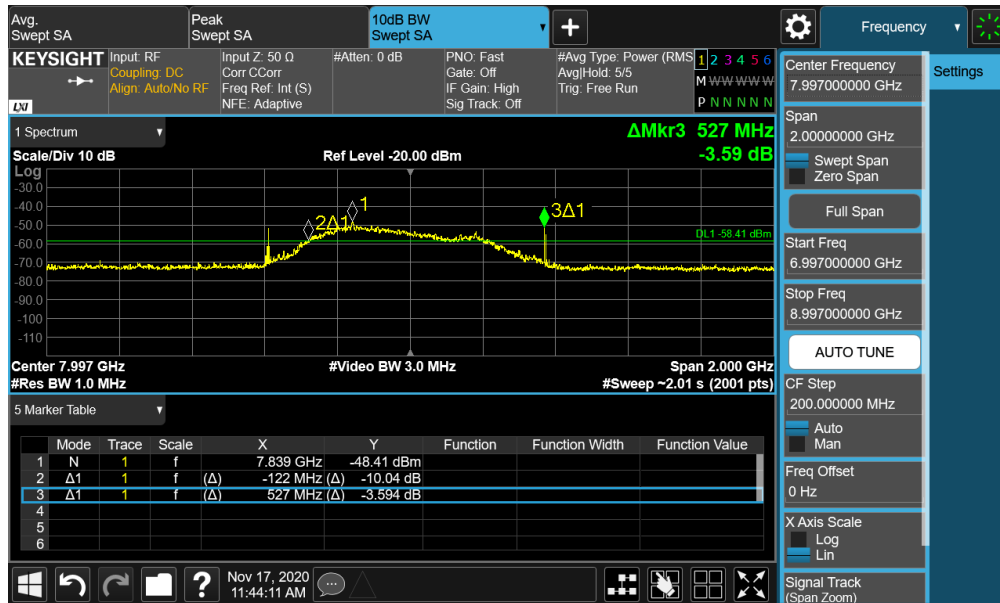 Avg.
Swept SA
Peak
Swept SA
10dB BW
Swept SA
Frequency
KEYSIGHT
LXI
Input: RF
Coupling: DC
Align: Auto/No RF
Input Z: 50 Ω
Corr CCorr
Freq Ref: Int (S)
NFE: Adaptive
#Atten: 0 dB
PNO: Fast
Gate: Off
IF Gain: High
Sig Track: Off
#Avg Type: Power (RMS
Avg|Hold: 5/5
Trig: Free Run
1 2 3 4 5 6
M W W W W W
P N N N N N
1 Spectrum
Scale/Div 10 dB
Ref Level -20.00 dBm
ΔMkr3 527 MHz
-3.59 dB
Log
-30.0
-40.0
-50.0
-60.0
-70.0
-80.0
-90.0
-100
-110
1
2Δ1
3Δ1
DL1 -58.41 dBm
Center 7.997 GHz
#Video BW 3.0 MHz
Span 2.000 GHz
#Res BW 1.0 MHz
#Sweep ~2.01 s (2001 pts)
5 Marker Table
Mode Trace Scale X Y Function Function Width Function Value
1 N 1 f 7.839 GHz -48.41 dBm
2 Δ1 1 f (Δ) -122 MHz (Δ) -10.04 dB
3 Δ1 1 f (Δ) 527 MHz (Δ) -3.594 dB
4
5
6
?
Nov 17, 2020
11:44:11 AM
Center Frequency
7.997000000 GHz
Settings
Span
2.00000000 GHz
Swept Span
Zero Span
Full Span
Start Freq
6.997000000 GHz
Stop Freq
8.997000000 GHz
AUTO TUNE
CF Step
200.000000 MHz
Auto
Man
Freq Offset
0 Hz
X Axis Scale
Log
Lin
Signal Track
(Span Zoom)